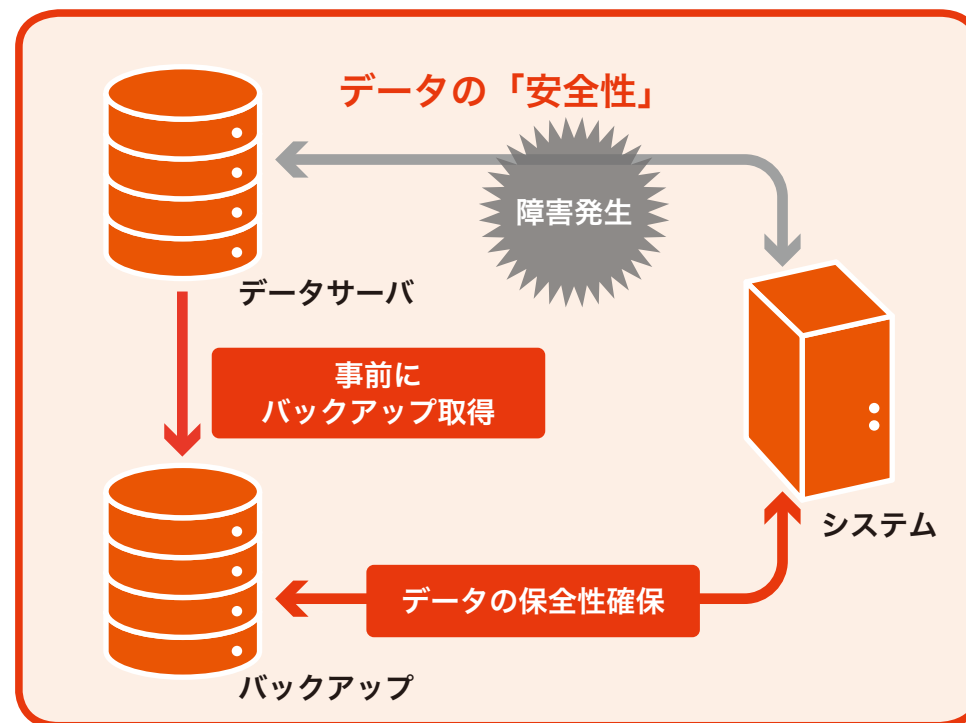 データの「安全性」
障害発生
データサーバ
事前に
バックアップ取得
システム
データの保全性確保
バックアップ